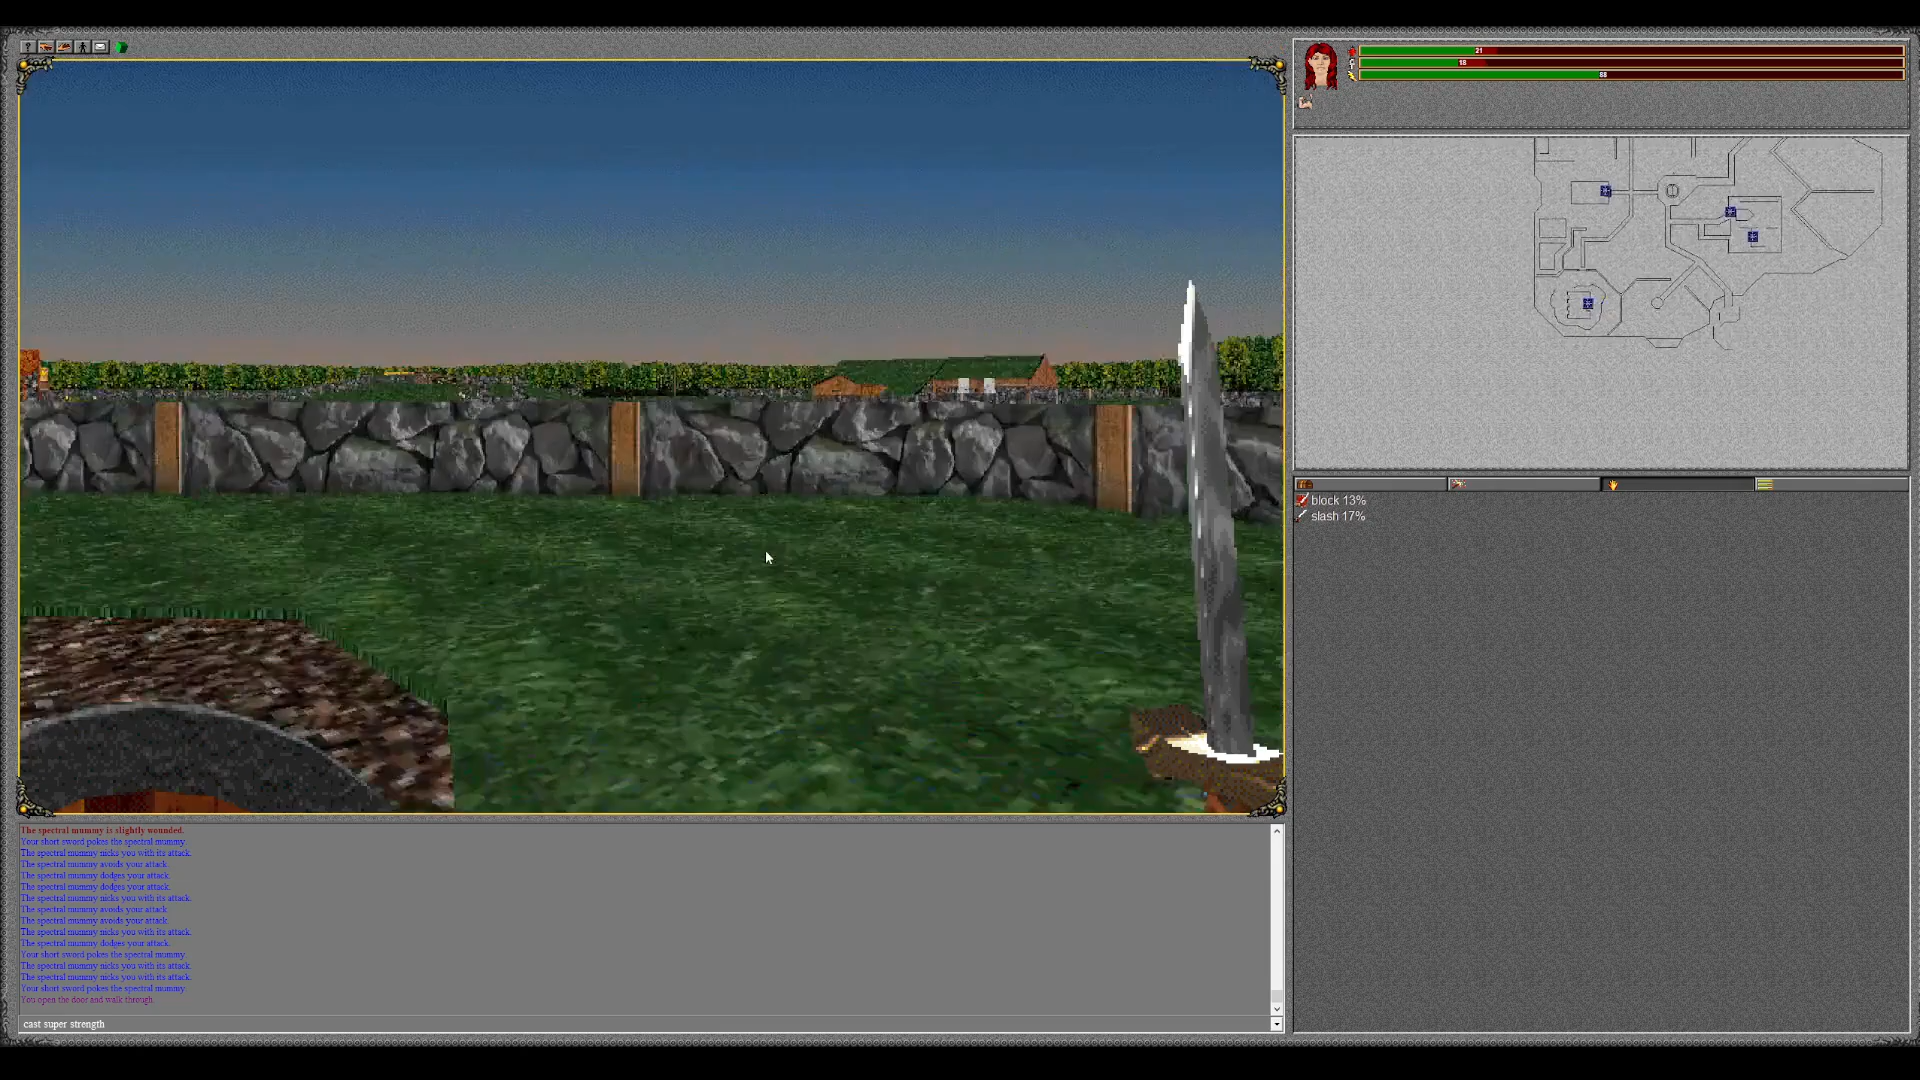 21
18
88
block 13%
slash 17%
The spectral mummy is slightly wounded.
Your short sword pokes the spectral mummy.
The spectral mummy nicks you with its attack.
The spectral mummy avoids your attack.
The spectral mummy dodges your attack.
The spectral mummy dodges your attack.
The spectral mummy nicks you with its attack.
The spectral mummy avoids your attack.
The spectral mummy avoids your attack.
The spectral mummy nicks you with its attack.
The spectral mummy dodges your attack.
Your short sword pokes the spectral mummy.
The spectral mummy nicks you with its attack.
The spectral mummy nicks you with its attack.
Your short sword pokes the spectral mummy.
You open the door and walk through.
cast super strength